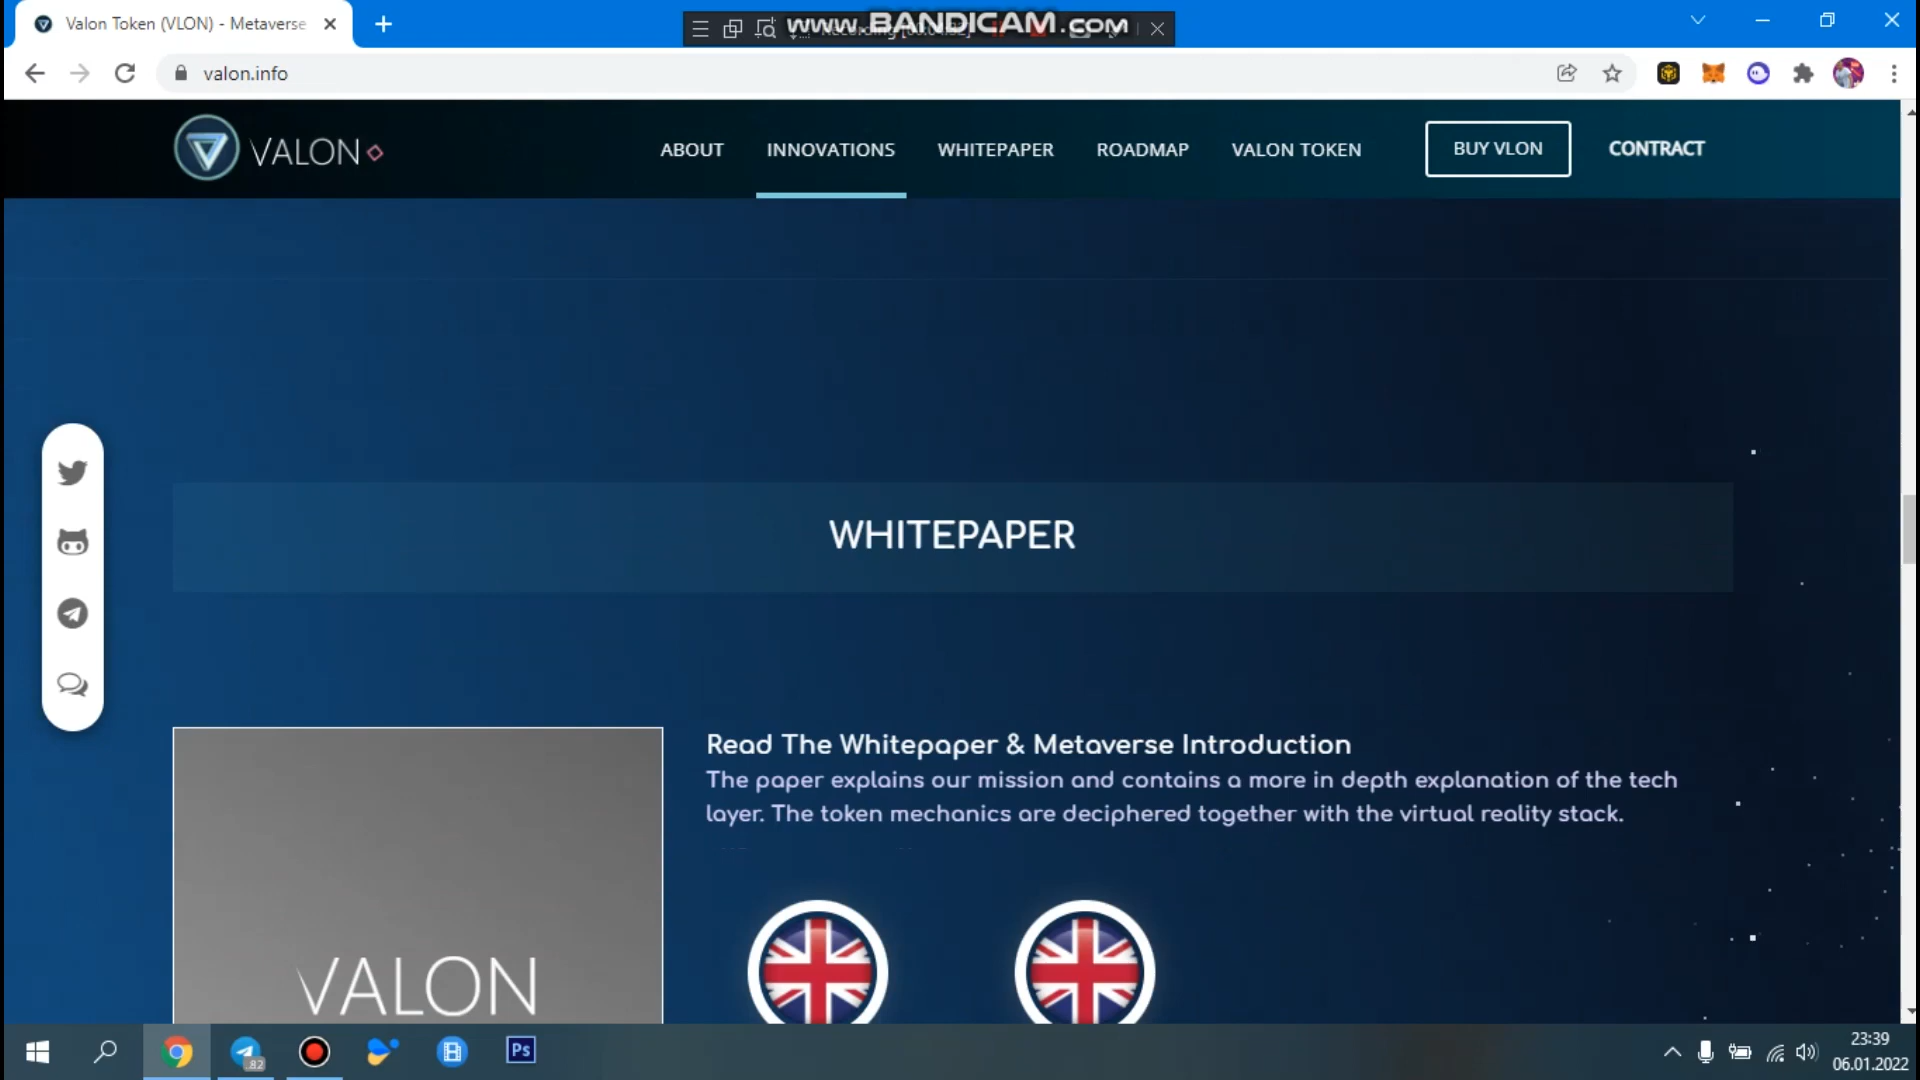 Valon Token (VLON) - Metaverse
www.BANDICAM.com
valon.info
VALON
ABOUT
INNOVATIONS
WHITEPAPER
ROADMAP
VALON TOKEN
BUY VLON
CONTRACT
WHITEPAPER
Read The Whitepaper & Metaverse Introduction
The paper explains our mission and contains a more in depth explanation of the tech
layer. The token mechanics are deciphered together with the virtual reality stack.
VALON
.82
Ps
23:39
06.01.2022